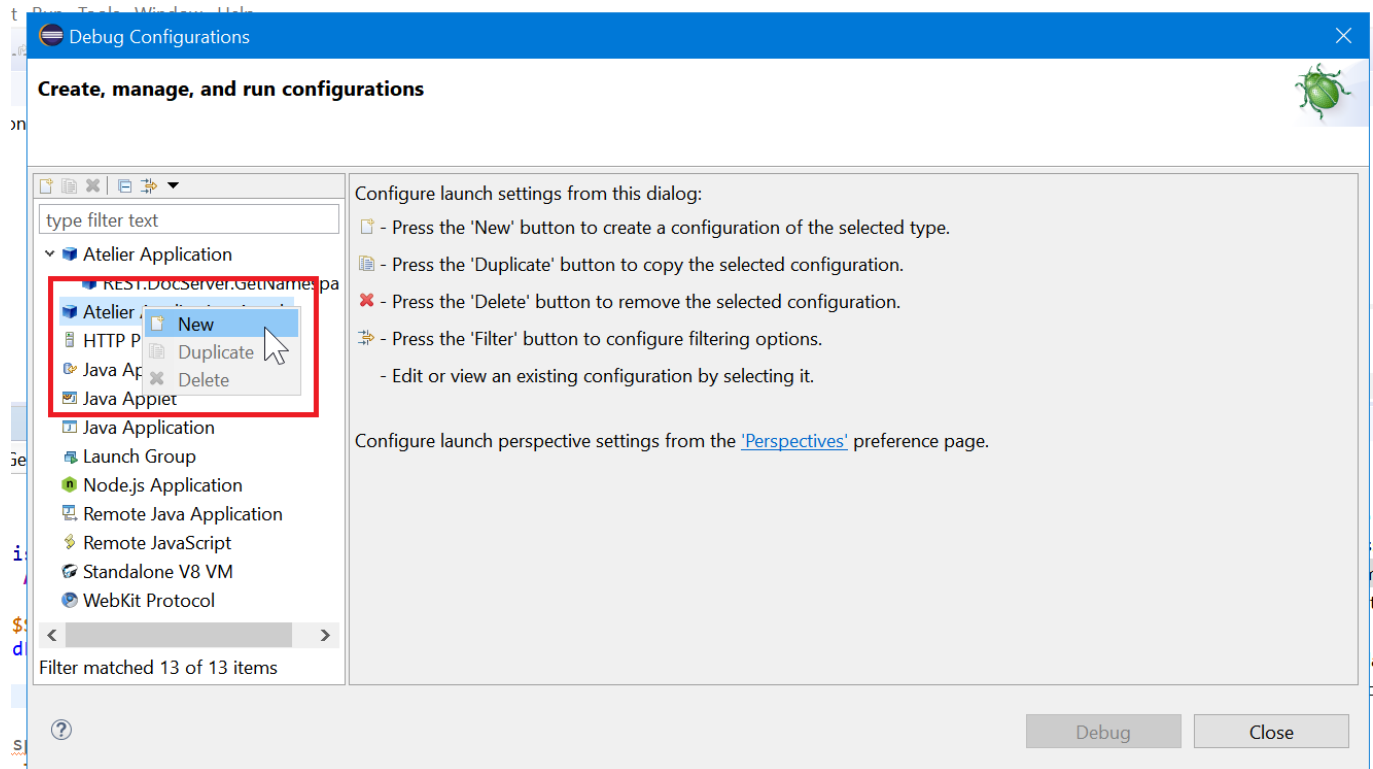 Debug Configurations
Create, manage, and run configurations
type filter text
Atelier Application
REST.DocServer.GetNamespa
Atelier
New
HTTP P
Duplicate
Java Ap
Delete
Java Applet
Java Application
Launch Group
Node.js Application
Remote Java Application
Remote JavaScript
Standalone V8 VM
WebKit Protocol
Filter matched 13 of 13 items
Configure launch settings from this dialog:
- Press the 'New' button to create a configuration of the selected type.
- Press the 'Duplicate' button to copy the selected configuration.
- Press the 'Delete' button to remove the selected configuration.
- Press the 'Filter' button to configure filtering options.
- Edit or view an existing configuration by selecting it.
Configure launch perspective settings from the 'Perspectives' preference page.
Debug
Close